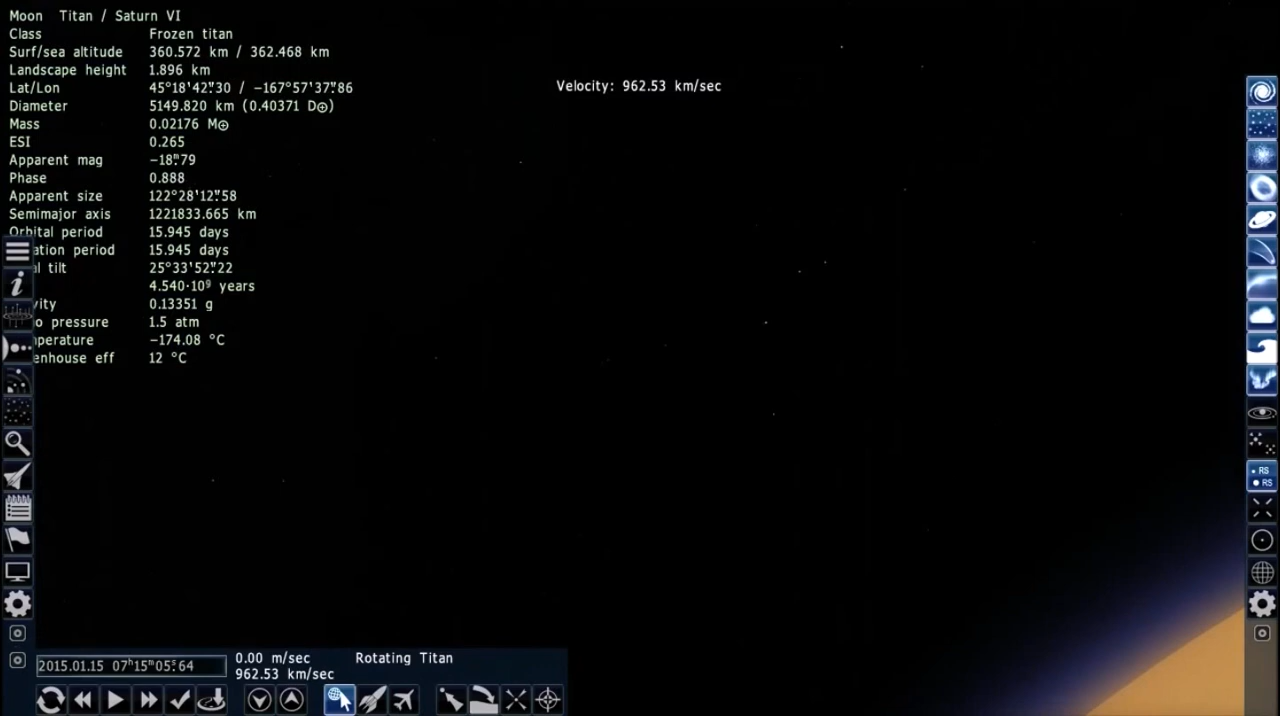 Moon Titan / Saturn VI
Class Frozen titan
Surf/sea altitude 360.572 km / 362.468 km
Landscape height 1.896 km
Lat/Lon 45°18'42"30 / −167°57'37"86
Diameter 5149.820 km (0.40371 D⊕)
Mass 0.02176 M⊕
ESI 0.265
Apparent mag −18ᵐ79
Phase 0.888
Apparent size 122°28'12"58
Semimajor axis 1221833.665 km
Orbital period 15.945 days
ation period 15.945 days
al tilt 25°33'52"22
4.540·10⁹ years
vity 0.13351 g
o pressure 1.5 atm
perature −174.08 °C
enhouse eff 12 °C
Velocity: 962.53 km/sec
RS
RS
2015.01.15 07ʰ15ᵐ05ˢ64
0.00 m/sec Rotating Titan
962.53 km/sec